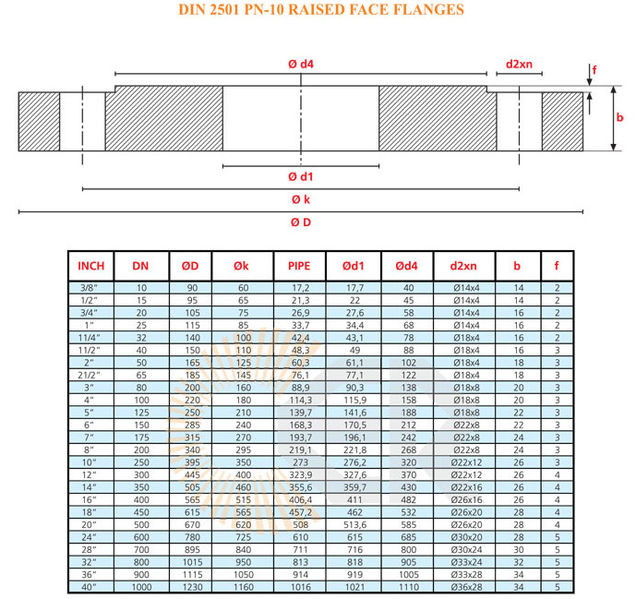 DIN 2501 PN-10 RAISED FACE FLANGES
Ø d4
d2xn
f
b
Ø d1
Ø k
Ø D
INCH DN ØD Øk PIPE Ød1 Ød4 d2xn b f
3/8" 10 90 60 17,2 17,7 40 Ø14x4 14 2
1/2" 15 95 65 21,3 22 45 Ø14x4 14 2
3/4" 20 105 75 26,9 27,6 58 Ø14x4 16 2
1" 25 115 85 33,7 34,4 68 Ø14x4 16 2
11/4" 32 140 100 42,4 43,1 78 Ø18x4 16 2
11/2" 40 150 110 48,3 49 88 Ø18x4 16 3
2" 50 165 125 60,3 61,1 102 Ø18x4 18 3
21/2" 65 185 145 76,1 77,1 122 Ø18x4 18 3
3" 80 200 160 88,9 90,3 138 Ø18x8 20 3
4" 100 220 180 114,3 115,9 158 Ø18x8 20 3
5" 125 250 210 139,7 141,6 188 Ø18x8 22 3
6" 150 285 240 168,3 170,5 212 Ø22x8 22 3
7" 175 315 270 193,7 196,1 242 Ø22x8 24 3
8" 200 340 295 219,1 221,8 268 Ø22x8 24 3
10" 250 395 350 273 276,2 320 Ø22x12 26 3
12" 300 445 400 323,9 327,6 370 Ø22x12 26 4
14" 350 505 460 355,6 359,7 430 Ø22x16 26 4
16" 400 565 515 406,4 411 482 Ø26x16 26 4
18" 450 615 565 457,2 462 532 Ø26x20 28 4
20" 500 670 620 508 513,6 585 Ø26x20 28 4
24" 600 780 725 610 615 685 Ø30x20 28 5
28" 700 895 840 711 716 800 Ø30x24 30 5
32" 800 1015 950 813 818 905 Ø33x24 32 5
36" 900 1115 1050 914 919 1005 Ø33x28 34 5
40" 1000 1230 1160 1016 1021 1110 Ø36x28 34 5